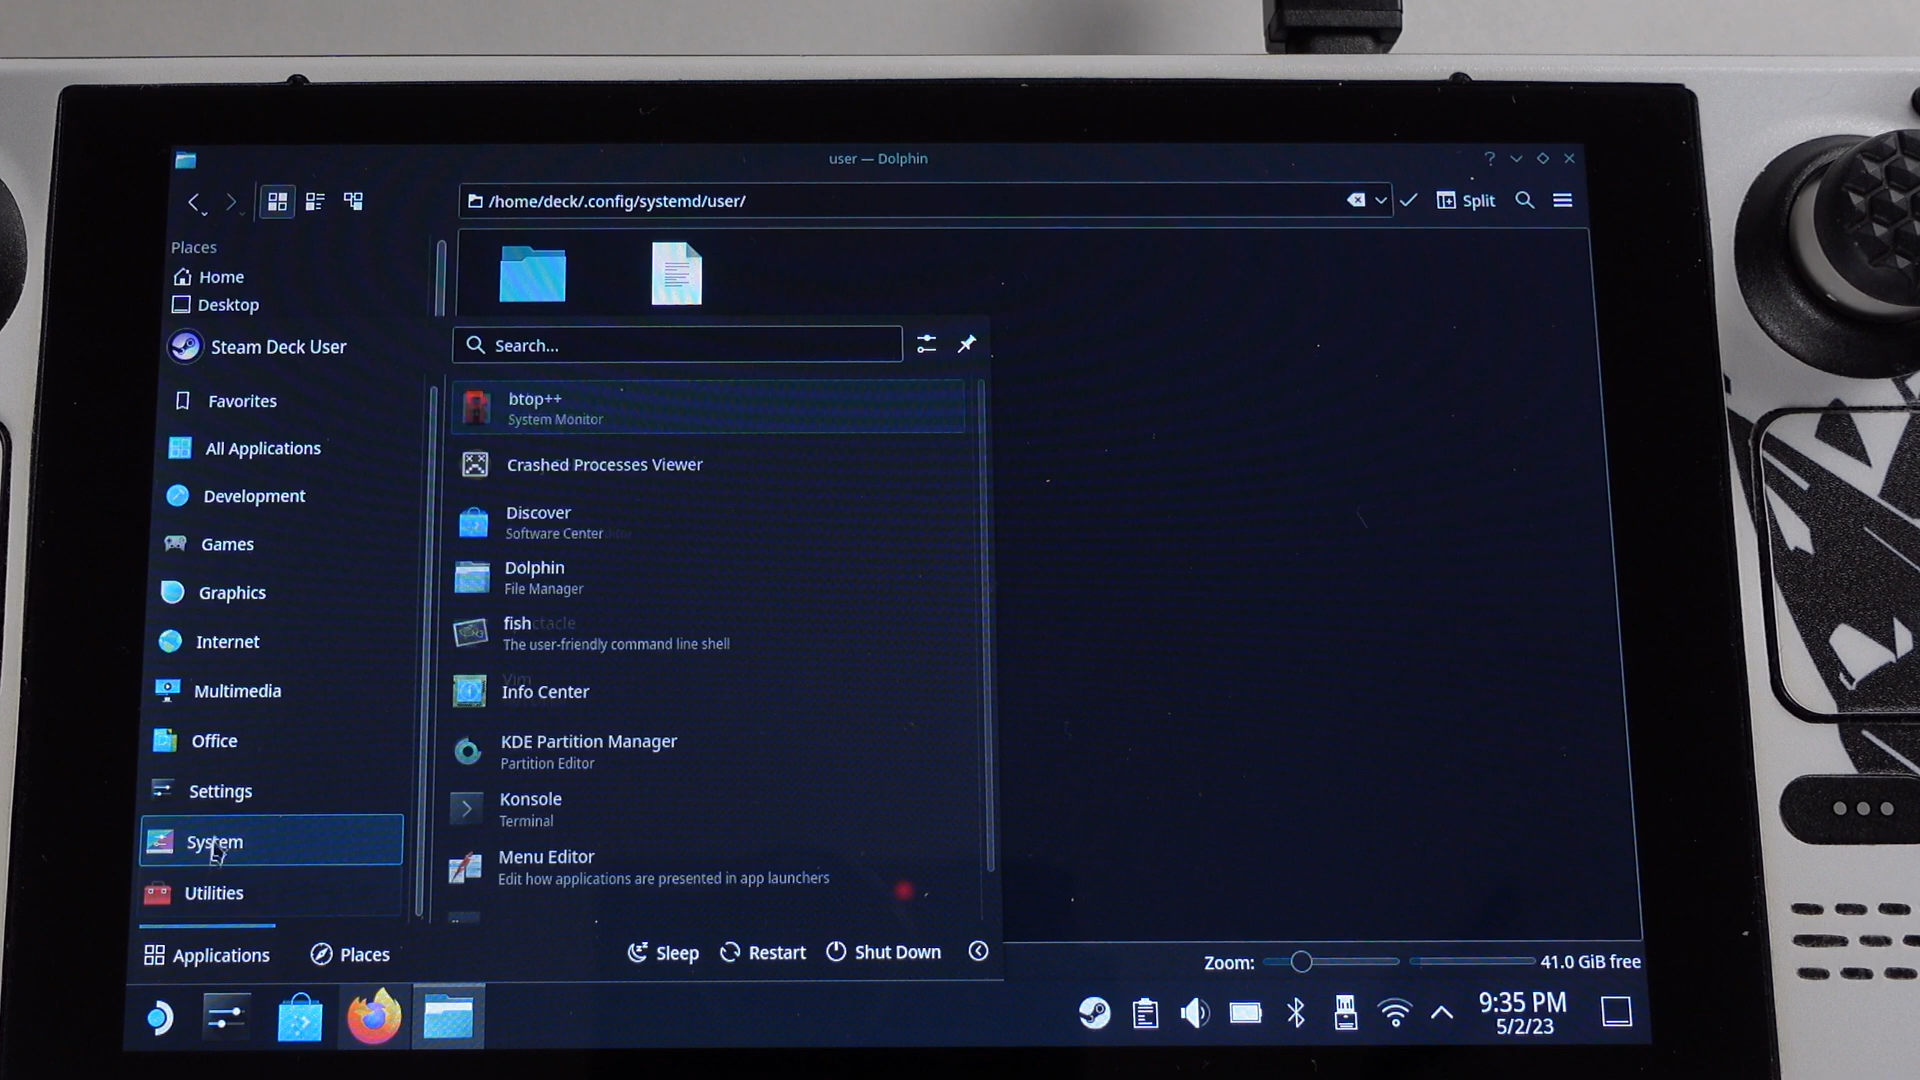 user — Dolphin
/home/deck/.config/systemd/user/
Split
Places
Home
Desktop
Steam Deck User
Search...
Favorites
All Applications
Development
Games
Graphics
Internet
Multimedia
Office
Settings
System
Utilities
btop++
System Monitor
Crashed Processes Viewer
Discover
Software Center
Dolphin
File Manager
fish
The user-friendly command line shell
Info Center
KDE Partition Manager
Partition Editor
Konsole
Terminal
Menu Editor
Edit how applications are presented in app launchers
Applications
Places
Sleep
Restart
Shut Down
Zoom:
41.0 GiB free
9:35 PM
5/2/23